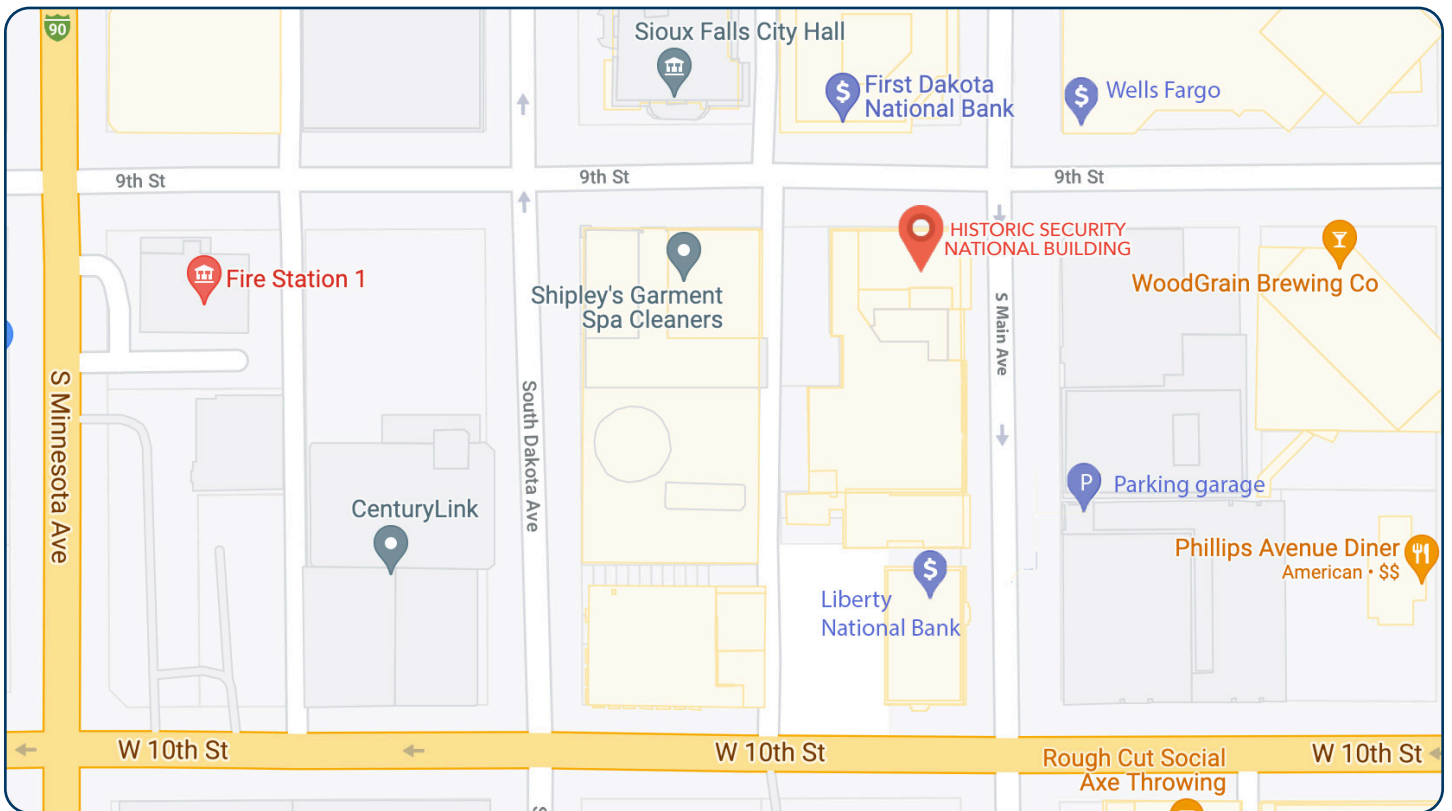 90
Sioux Falls City Hall
First Dakota
National Bank
Wells Fargo
9th St
9th St
9th St
HISTORIC SECURITY
NATIONAL BUILDING
Fire Station 1
Shipley's Garment
Spa Cleaners
WoodGrain Brewing Co
S Main Ave
S Minnesota Ave
South Dakota Ave
CenturyLink
P
Parking garage
Phillips Avenue Diner
American • $$
Liberty
National Bank
W 10th St
W 10th St
W 10th St
Rough Cut Social
Axe Throwing